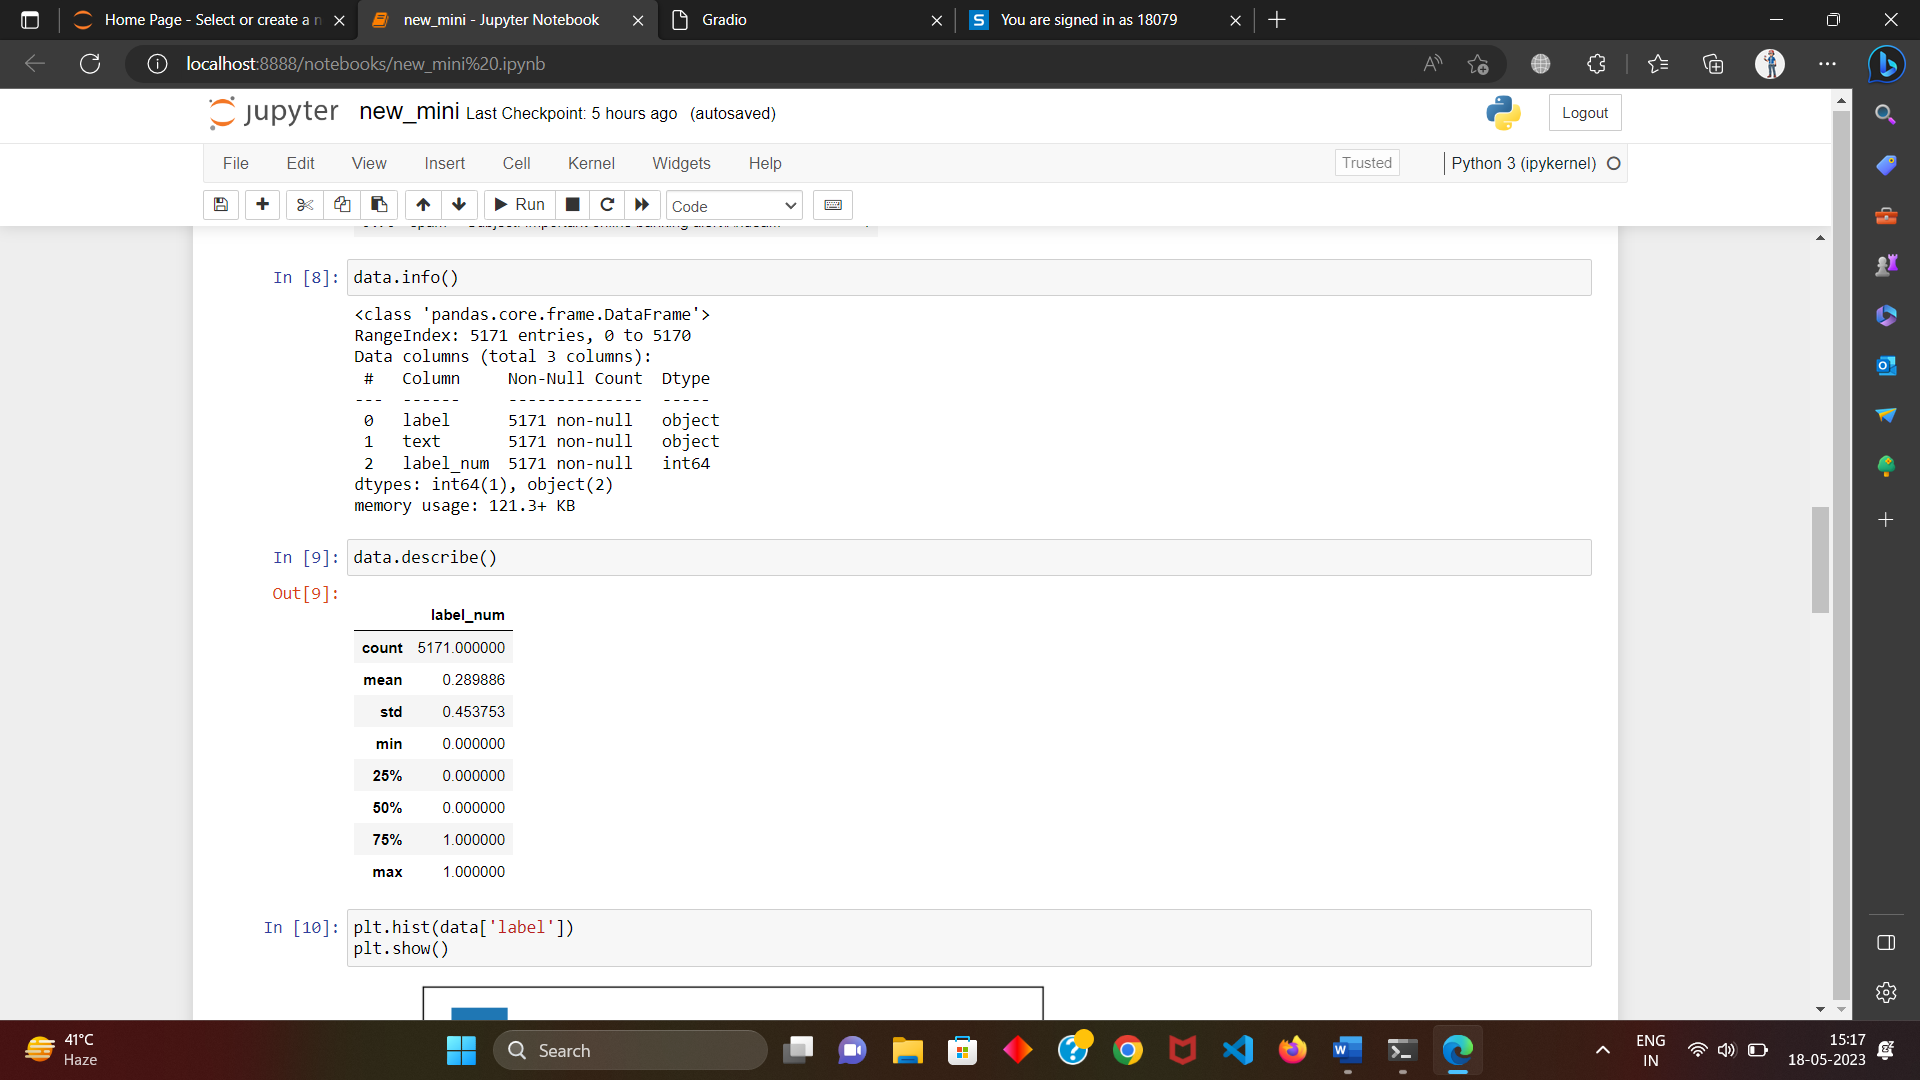 Home Page - Select or create a n
new_mini - Jupyter Notebook
Gradio
You are signed in as 18079
localhost:8888/notebooks/new_mini%20.ipynb
jupyter new_mini Last Checkpoint: 5 hours ago (autosaved)
Logout
File Edit View Insert Cell Kernel Widgets Help
Trusted
Python 3 (ipykernel)
Run
Code
In [8]: data.info()
<class 'pandas.core.frame.DataFrame'>
RangeIndex: 5171 entries, 0 to 5170
Data columns (total 3 columns):
# Column Non-Null Count Dtype
--- ------ -------------- -----
0 label 5171 non-null object
1 text 5171 non-null object
2 label_num 5171 non-null int64
dtypes: int64(1), object(2)
memory usage: 121.3+ KB
In [9]: data.describe()
Out[9]:
label_num
count 5171.000000
mean 0.289886
std 0.453753
min 0.000000
25% 0.000000
50% 0.000000
75% 1.000000
max 1.000000
In [10]: plt.hist(data['label'])
plt.show()
41°C
Haze
Search
ENG
IN
15:17
18-05-2023